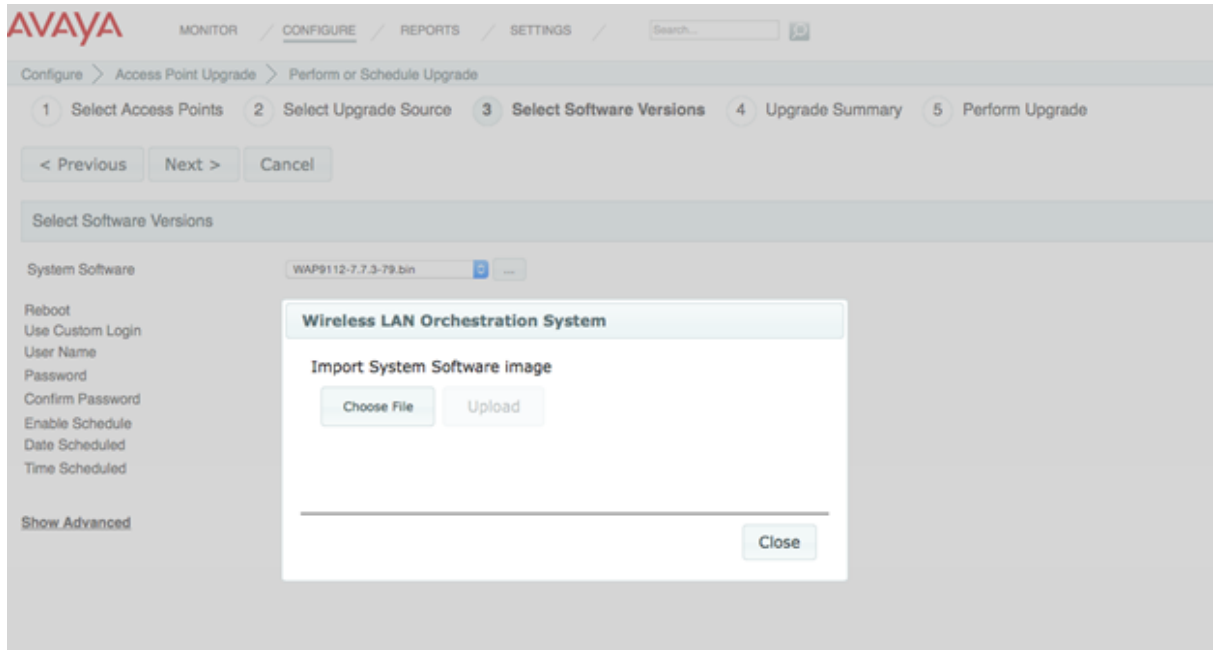 AVAYA MONITOR / CONFIGURE / REPORTS / SETTINGS / Search...
Configure > Access Point Upgrade > Perform or Schedule Upgrade
1 Select Access Points 2 Select Upgrade Source 3 Select Software Versions 4 Upgrade Summary 5 Perform Upgrade
< Previous Next > Cancel
Select Software Versions
System Software WAP9112-7.7.3-79.bin ...
Reboot
Use Custom Login
User Name
Password
Confirm Password
Enable Schedule
Date Scheduled
Time Scheduled
Show Advanced
Wireless LAN Orchestration System
Import System Software image
Choose File Upload
Close